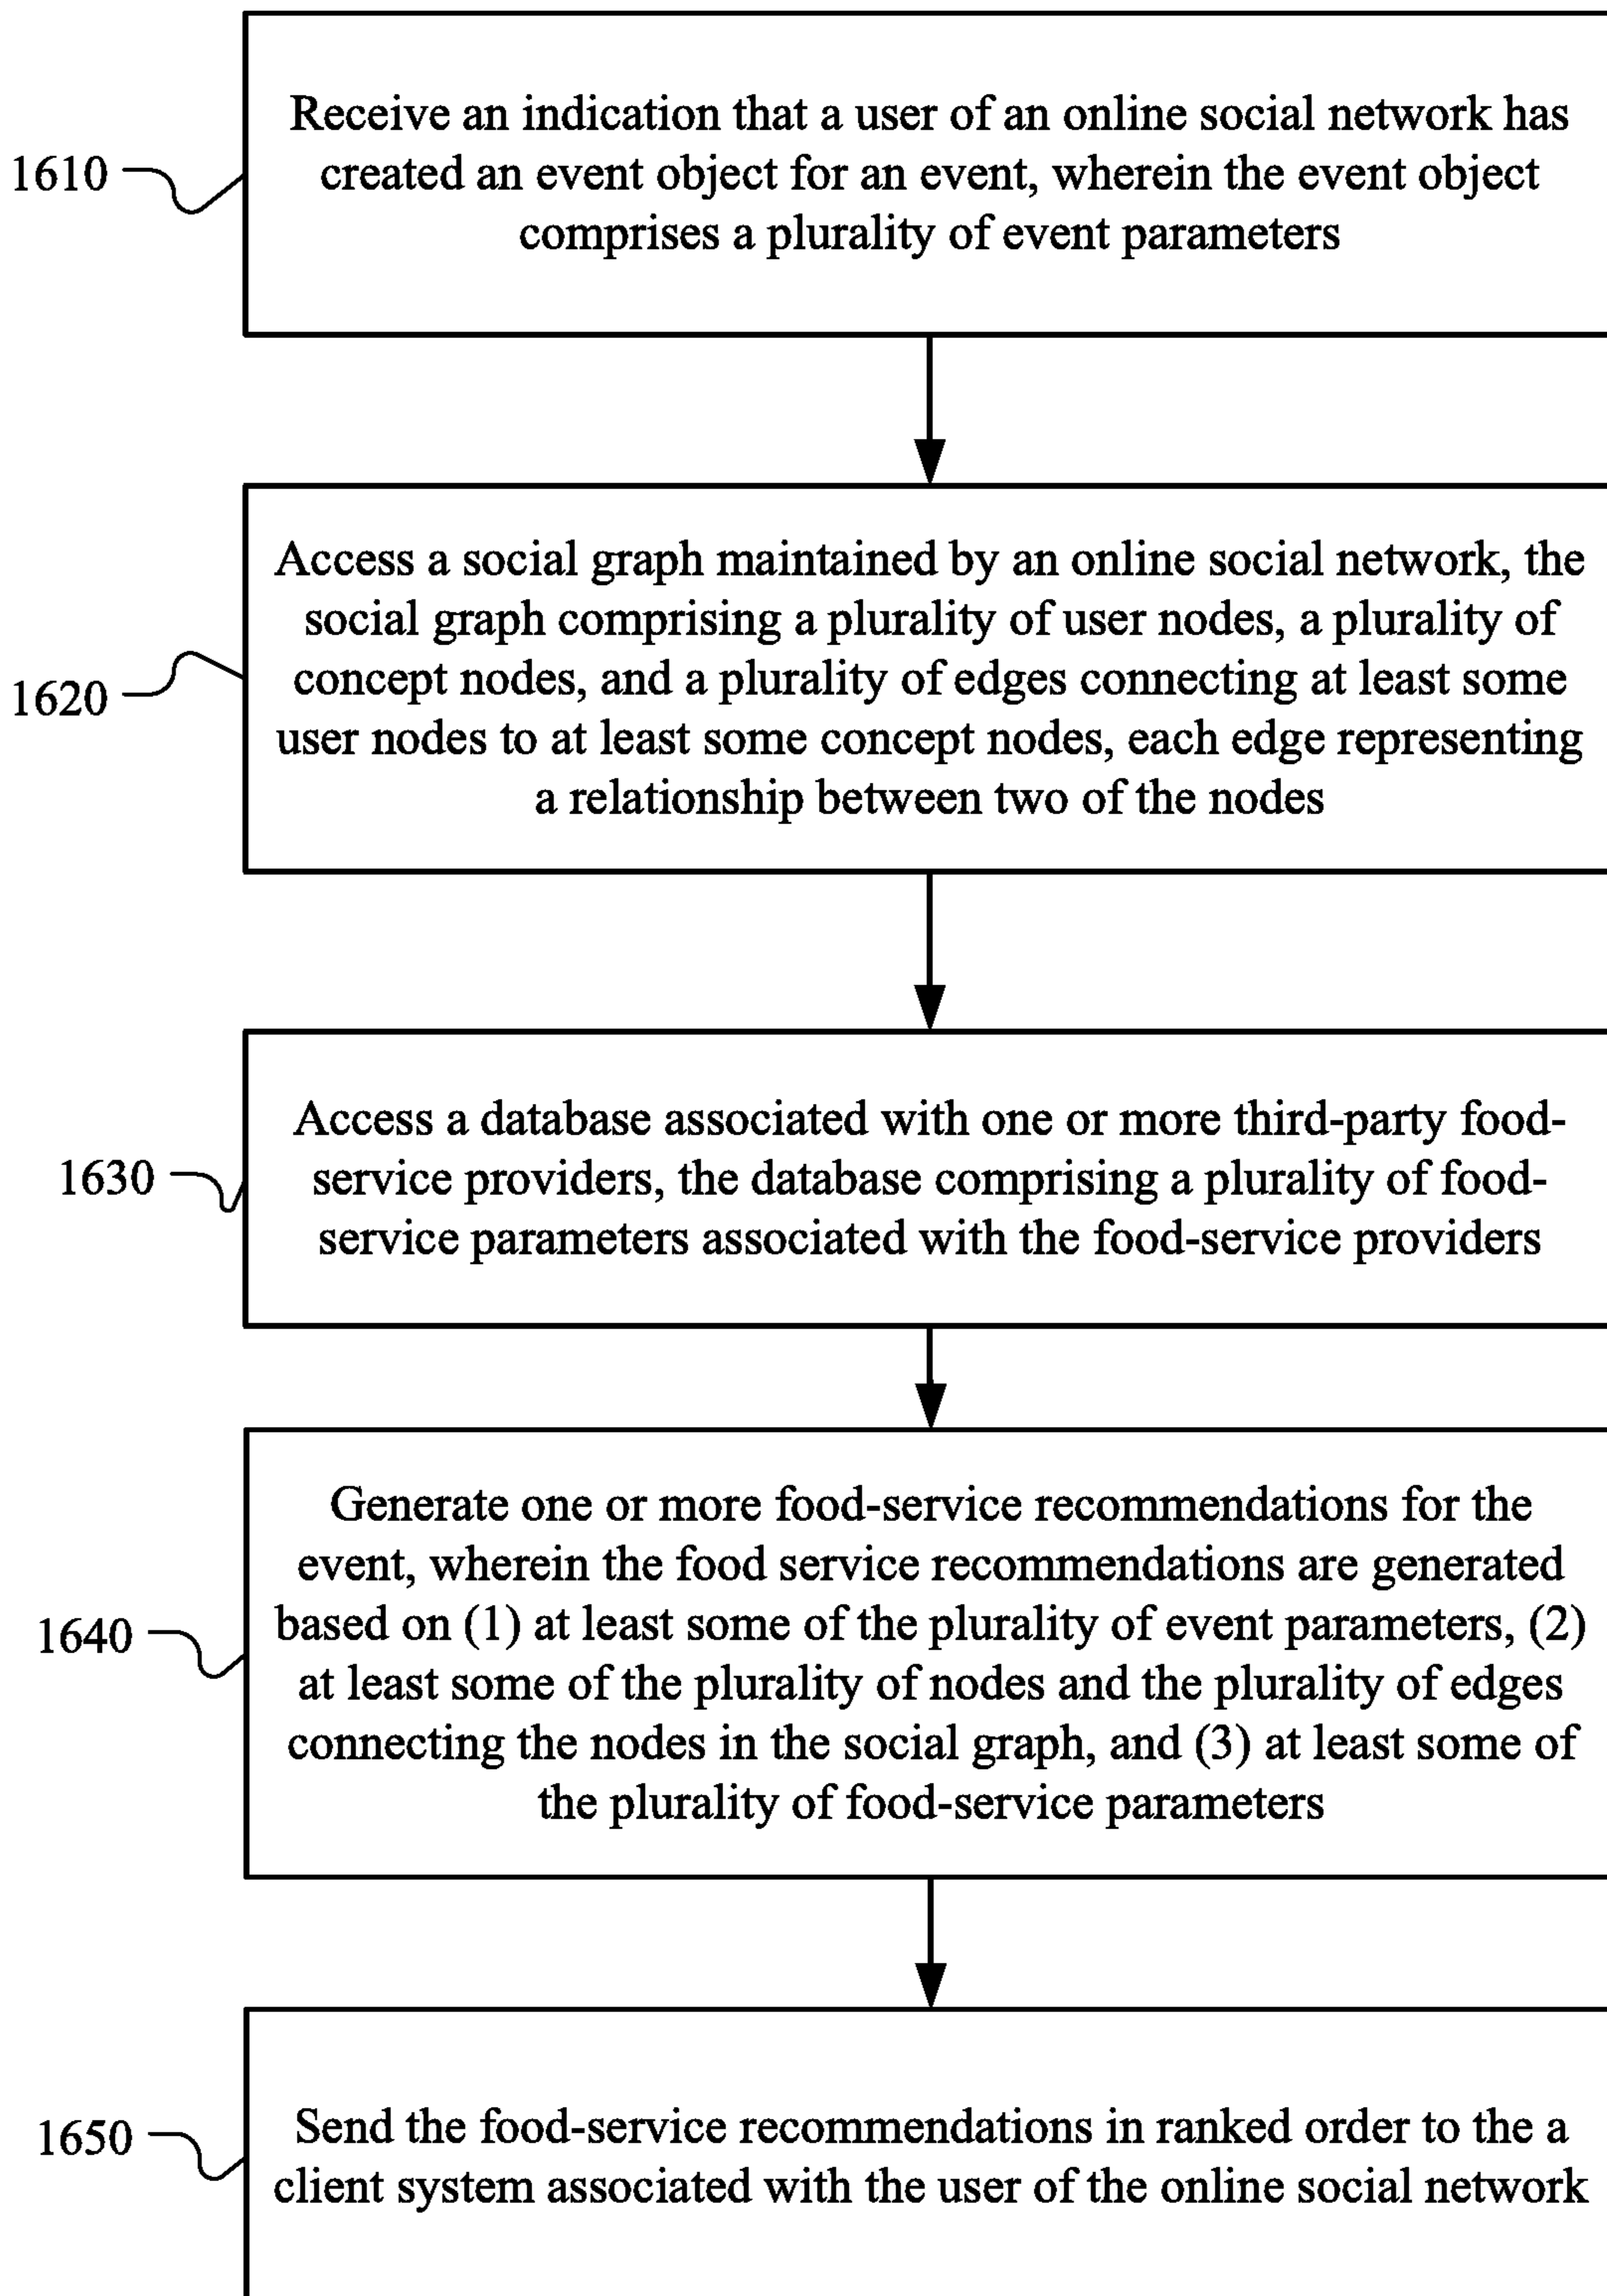 Receive an indication that a user of an online social network has
created an event object for an event, wherein the event object
comprises a plurality of event parameters
1610
Access a social graph maintained by an online social network, the
social graph comprising a plurality of user nodes, a plurality of
concept nodes, and a plurality of edges connecting at least some
user nodes to at least some concept nodes, each edge representing
a relationship between two of the nodes
1620
Access a database associated with one or more third-party food-
service providers, the database comprising a plurality of food-
service parameters associated with the food-service providers
1630
Generate one or more food-service recommendations for the
event, wherein the food service recommendations are generated
based on (1) at least some of the plurality of event parameters, (2)
at least some of the plurality of nodes and the plurality of edges
connecting the nodes in the social graph, and (3) at least some of
the plurality of food-service parameters
1640
Send the food-service recommendations in ranked order to the a
client system associated with the user of the online social network
1650